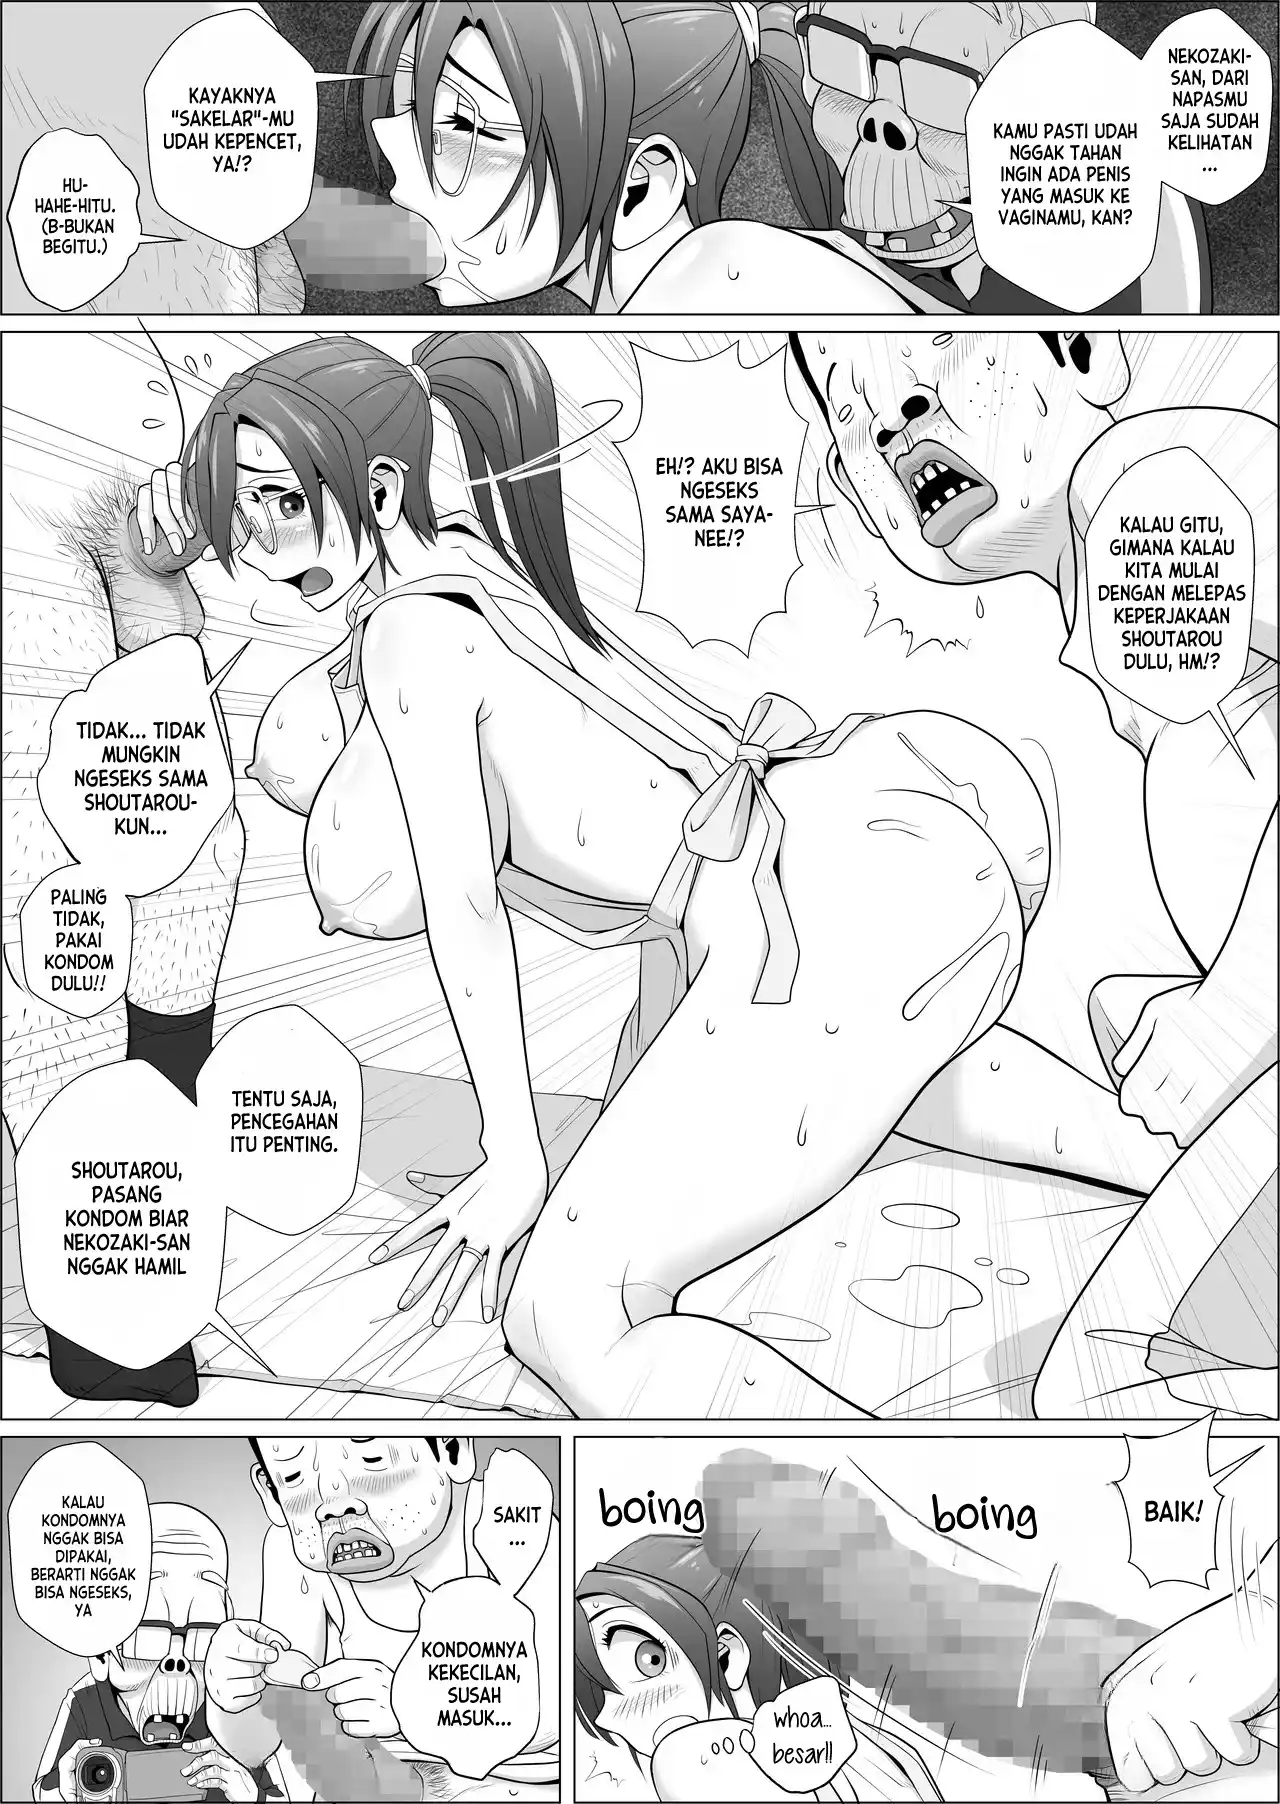 NEKOZAKI-
SAN, DARI
NAPASMU
SAJA SUDAH
KELIHATAN
...
KAMU PASTI UDAH
NGGAK TAHAN
INGIN ADA PENIS
YANG MASUK KE
VAGINAMU, KAN?
KAYAKNYA
"SAKELAR"-MU
UDAH KEPENCET,
YA!?
HU-
HAHE-HITU.
(B-BUKAN
BEGITU.)
KALAU GITU,
GIMANA KALAU
KITA MULAI
DENGAN MELEPAS
KEPERJAKAAN
SHOUTAROU
DULU, HM!?
EH!? AKU BISA
NGESEKS
SAMA SAYA-
NEE!?
TIDAK... TIDAK
MUNGKIN
NGESEKS SAMA
SHOUTAROU-
KUN...
PALING
TIDAK,
PAKAI
KONDOM
DULU!!
TENTU SAJA,
PENCEGAHAN
ITU PENTING.
SHOUTAROU,
PASANG
KONDOM BIAR
NEKOZAKI-SAN
NGGAK HAMIL
BAIK!
boing
boing
whoa...
besar!!
SAKIT
...
KONDOMNYA
KEKECILAN,
SUSAH
MASUK...
KALAU
KONDOMNYA
NGGAK BISA
DIPAKAI,
BERARTI NGGAK
BISA NGESEKS,
YA